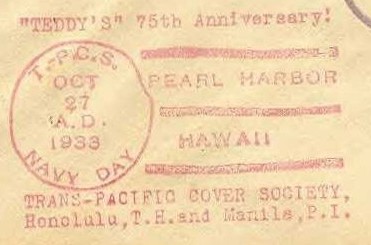 "TEDDY'S" 75th Anniversary!
T.-P.C.S.
OCT
27
A.D.
1933
NAVY DAY
PEARL HARBOR
HAWAII
TRANS-PACIFIC COVER SOCIETY,
Honolulu,T.H.and Manila,P.I.